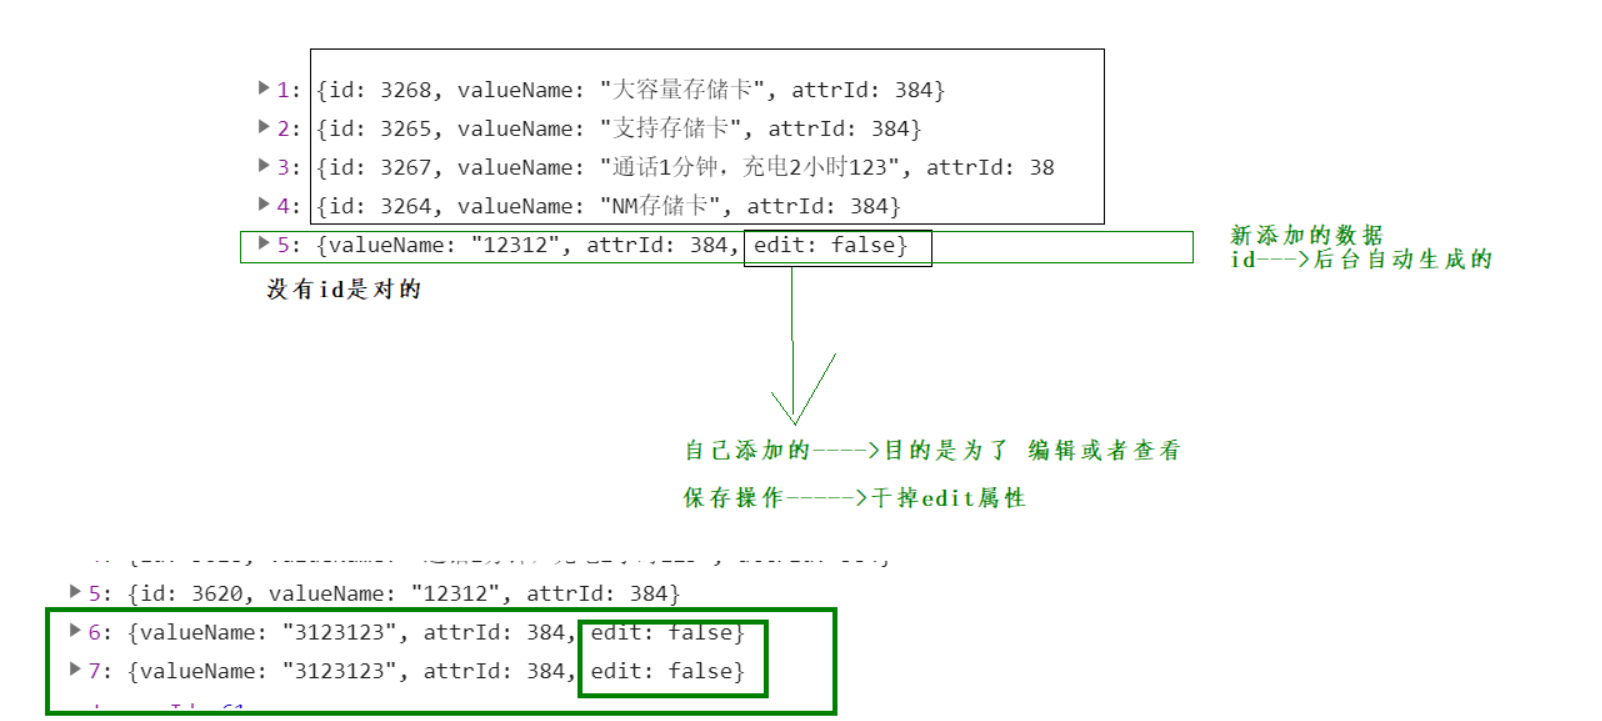 1: {id: 3268, valueName: "大容量存储卡", attrId: 384}
2: {id: 3265, valueName: "支持存储卡", attrId: 384}
3: {id: 3267, valueName: "通话1分钟，充电2小时123", attrId: 38
4: {id: 3264, valueName: "NM存储卡", attrId: 384}
5: {valueName: "12312", attrId: 384, edit: false}
新添加的数据
id--->后台自动生成的
没有id是对的
自己添加的---->目的是为了 编辑或者查看
保存操作----->干掉edit属性
5: {id: 3620, valueName: "12312", attrId: 384}
6: {valueName: "3123123", attrId: 384, edit: false}
7: {valueName: "3123123", attrId: 384, edit: false}